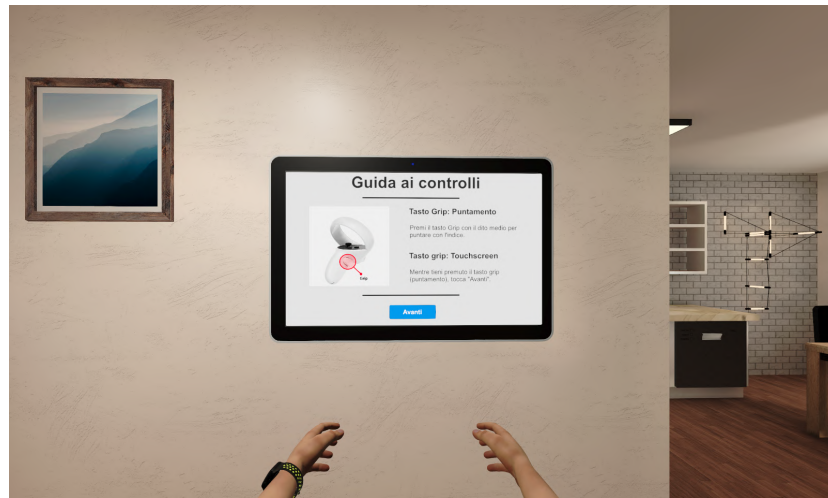 Guida ai controlli
Tasto Grip: Puntamento
Premi il tasto Grip con il dito medio per
puntare con l'indice.
Tasto grip: Touchscreen
Mentre tieni premuto il tasto grip
(puntamento), tocca "Avanti".
Grip
Avanti